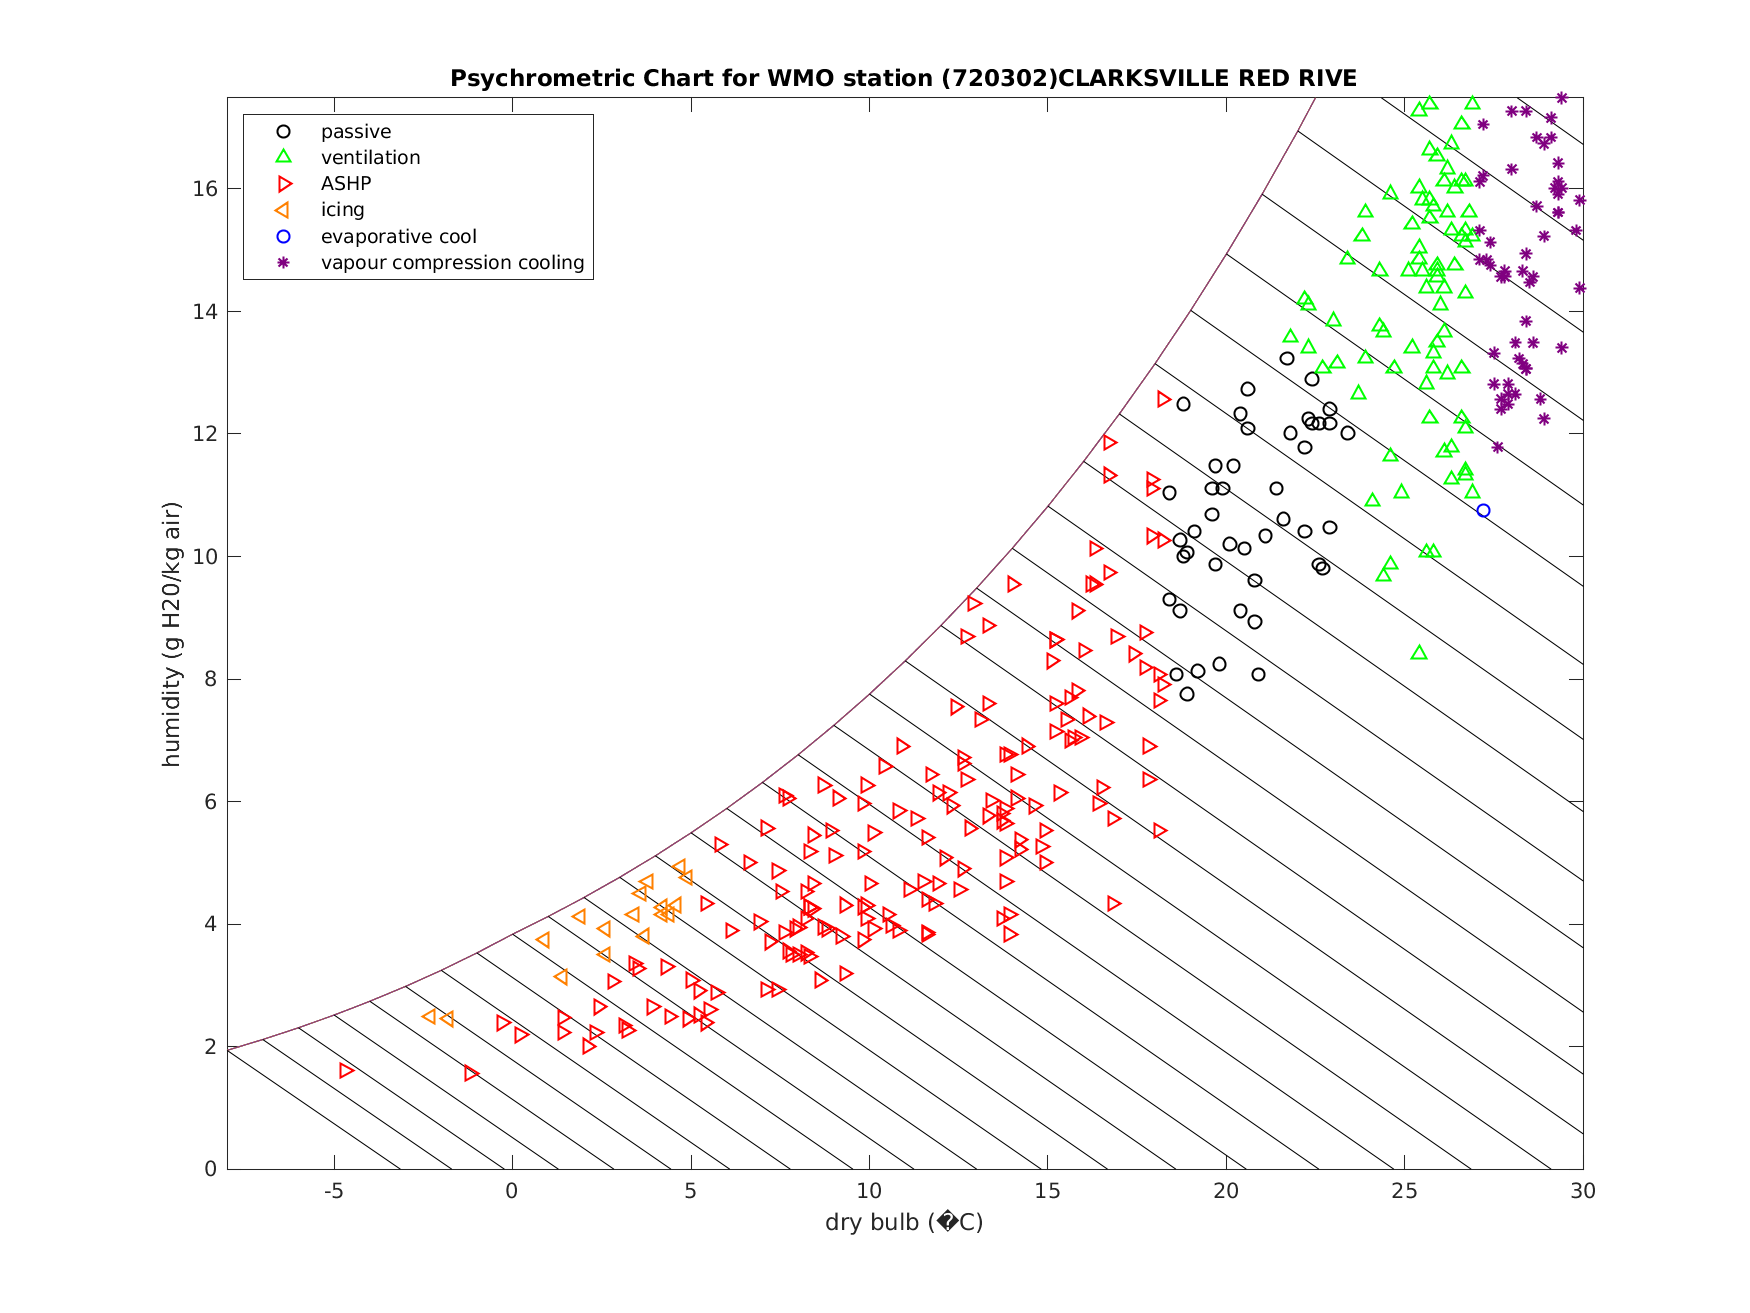 Psychrometric Chart for WMO station (720302)CLARKSVILLE RED RIVE
passive
ventilation
ASHP
icing
evaporative cool
vapour compression cooling
humidity (g H20/kg air)
16
14
12
10
8
6
4
2
0
-5 0 5 10 15 20 25 30
dry bulb (�C)